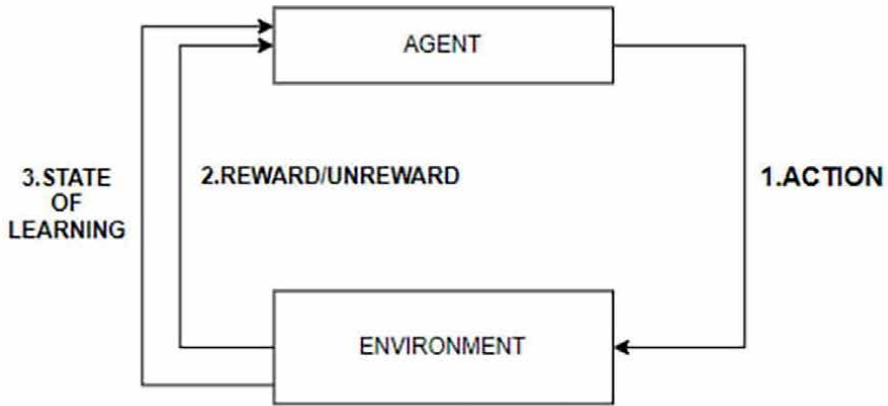 AGENT
3.STATE
OF
LEARNING
2.REWARD/UNREWARD
1.ACTION
ENVIRONMENT